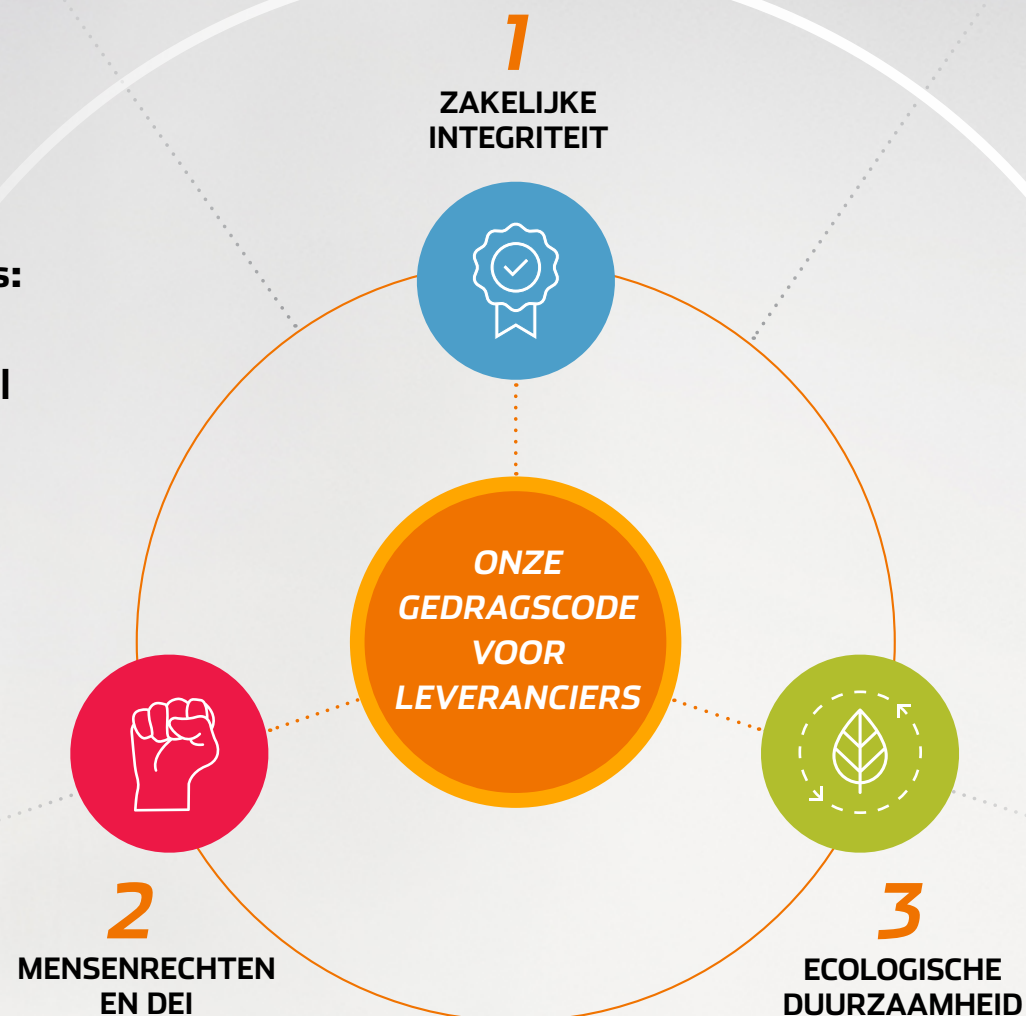 1
ZAKELIJKE
INTEGRITEIT
s:
l
ONZE
GEDRAGSCODE
VOOR
LEVERANCIERS
2
MENSENRECHTEN
EN DEI
3
ECOLOGISCHE
DUURZAAMHEID